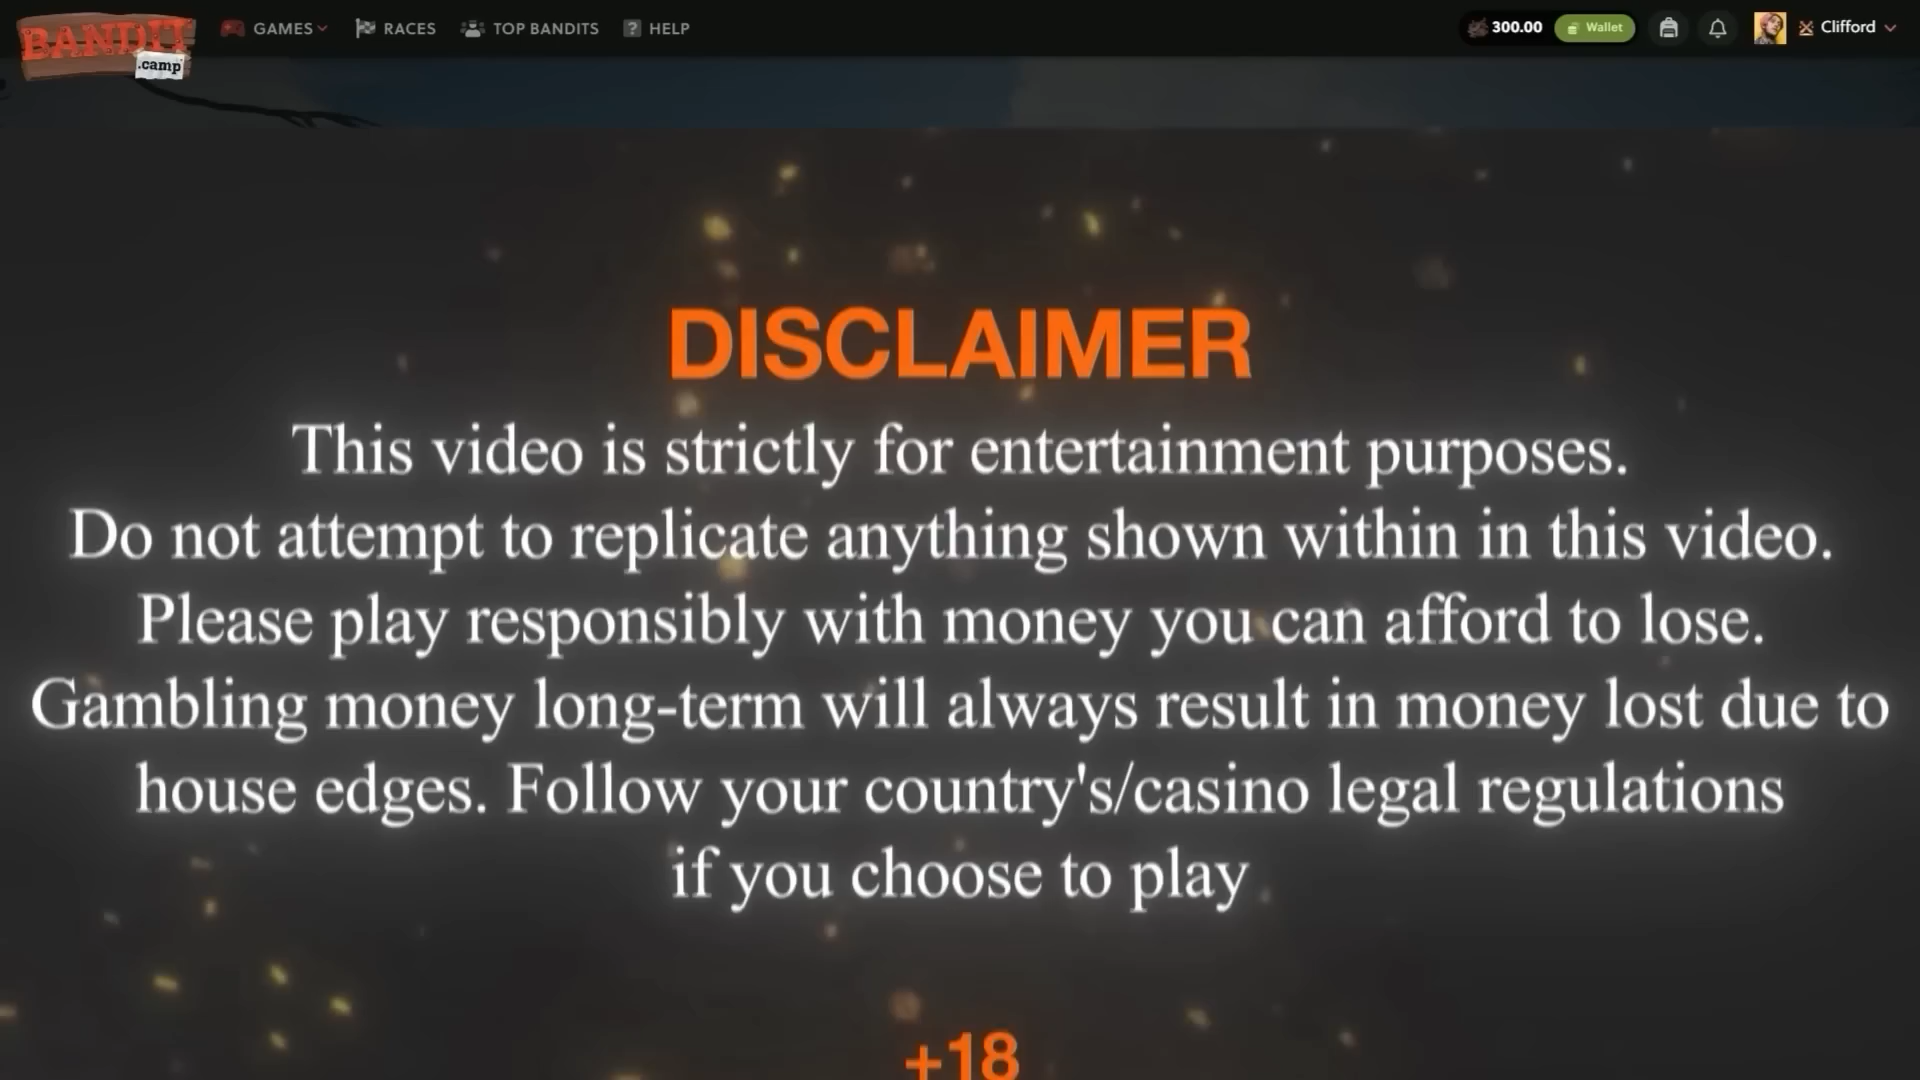 BANDIT
.camp
GAMES
RACES
TOP BANDITS
? HELP
300.00
Wallet
Clifford
DISCLAIMER
This video is strictly for entertainment purposes.
Do not attempt to replicate anything shown within in this video.
Please play responsibly with money you can afford to lose.
Gambling money long-term will always result in money lost due to
house edges. Follow your country's/casino legal regulations
if you choose to play
+18